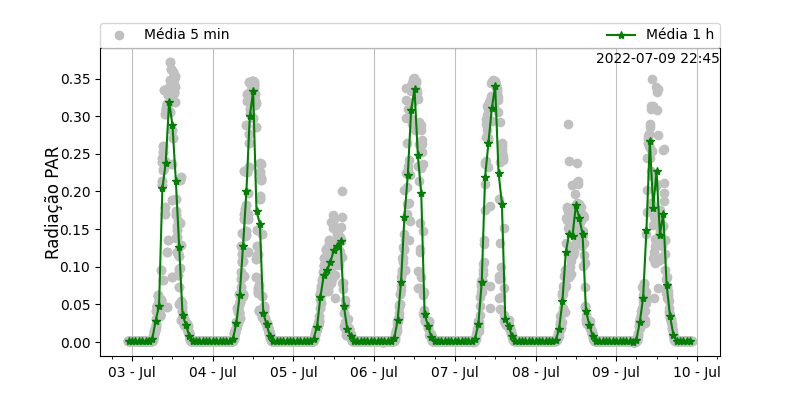 Média 5 min
Média 1 h
2022-07-09 22:45
Radiação PAR
0.35
0.30
0.25
0.20
0.15
0.10
0.05
0.00
03 - Jul 04 - Jul 05 - Jul 06 - Jul 07 - Jul 08 - Jul 09 - Jul 10 - Jul